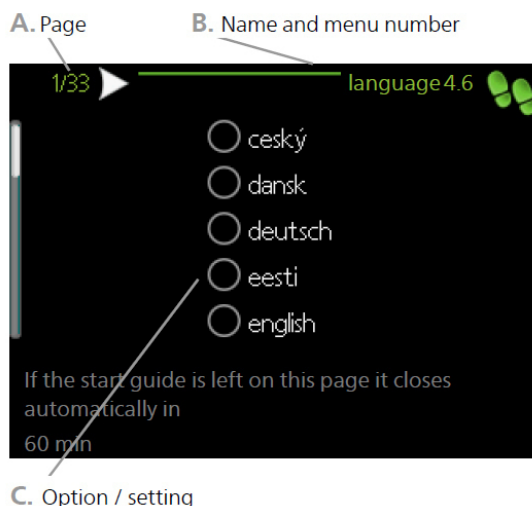 A. Page
B. Name and menu number
1/33
language 4.6
ceský
dansk
deutsch
eesti
english
If the start guide is left on this page it closes
automatically in
60 min
C. Option / setting